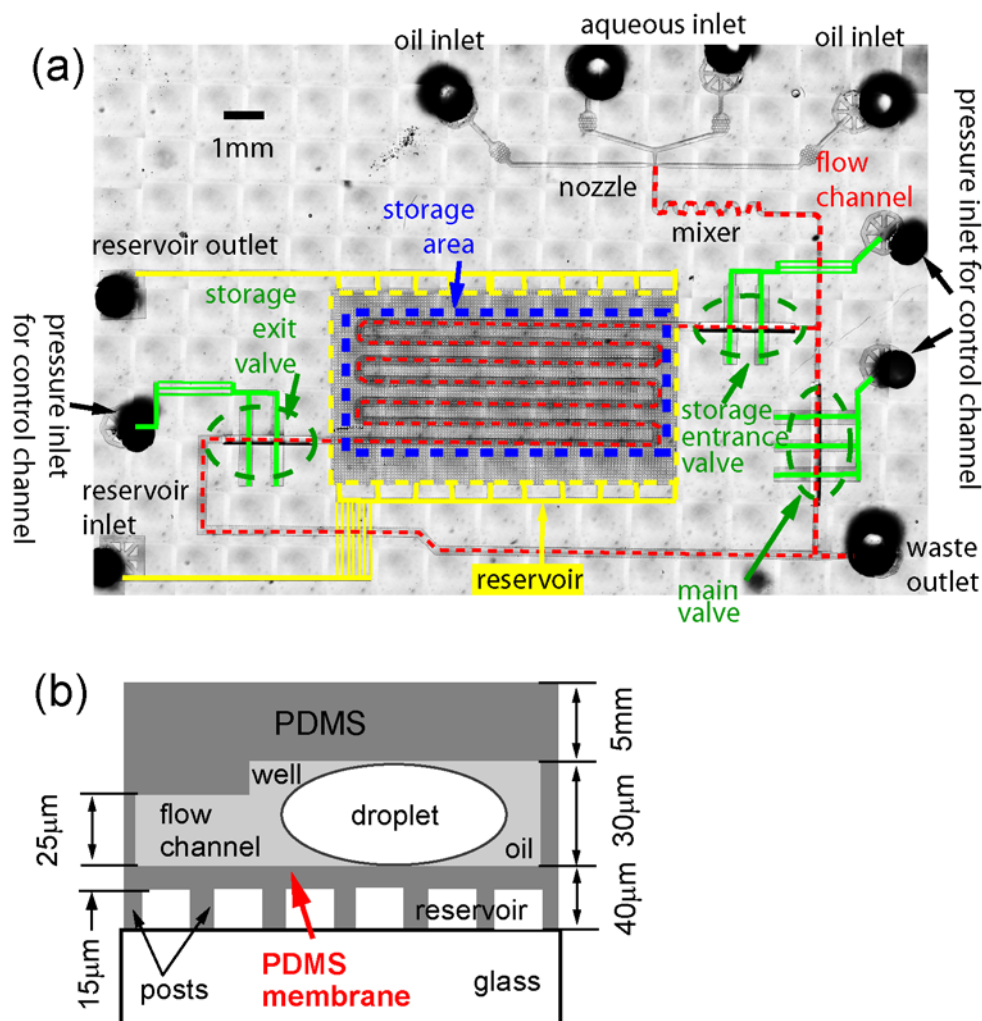 (a)
oil inlet
aqueous inlet
oil inlet
1mm
nozzle
flow
channel
mixer
pressure inlet for control channel
storage
area
reservoir outlet
storage
exit
valve
pressure inlet
for control channel
storage
entrance
valve
reservoir
inlet
reservoir
main
valve
waste
outlet
(b)
PDMS
5mm
well
droplet
flow
channel
oil
25μm
30μm
40μm
15μm
reservoir
posts
PDMS
membrane
glass